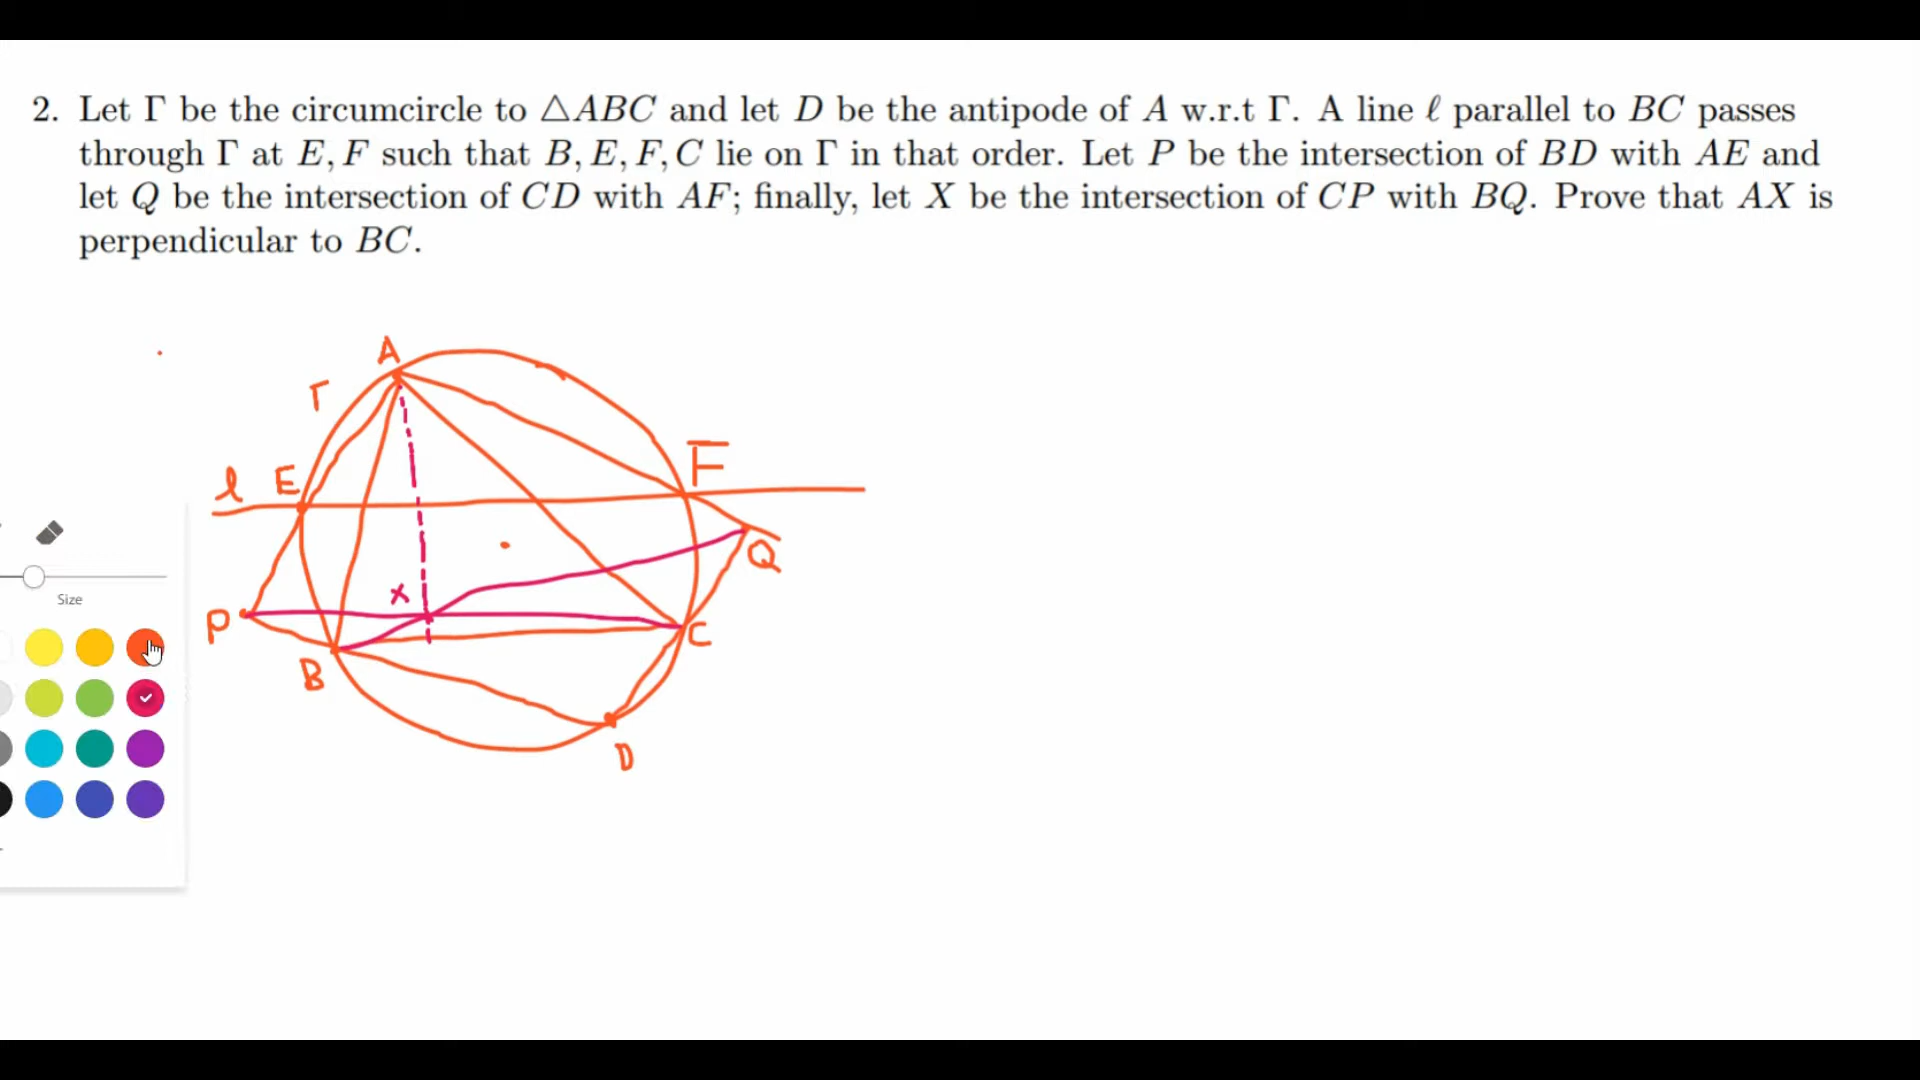 2. Let Γ be the circumcircle to △ABC and let D be the antipode of A w.r.t Γ. A line ℓ parallel to BC passes
through Γ at E, F such that B, E, F, C lie on Γ in that order. Let P be the intersection of BD with AE and
let Q be the intersection of CD with AF; finally, let X be the intersection of CP with BQ. Prove that AX is
perpendicular to BC.
A
Γ
F
ℓ E
Q
X
P
C
B
D
Size